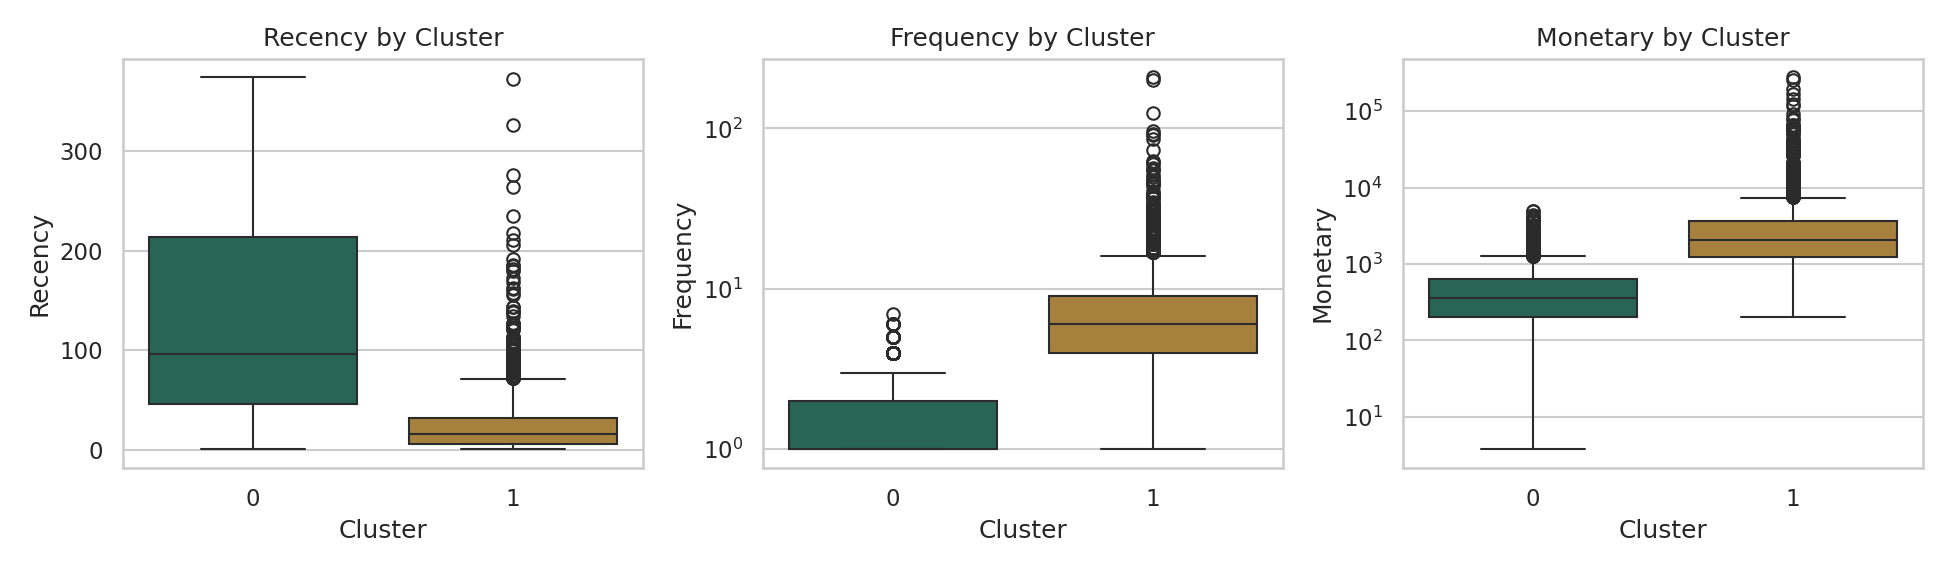 Recency by Cluster
Recency
300
200
100
0
0 1
Cluster
Frequency by Cluster
Frequency
10²
10¹
10⁰
0 1
Cluster
Monetary by Cluster
Monetary
10⁵
10⁴
10³
10²
10¹
0 1
Cluster